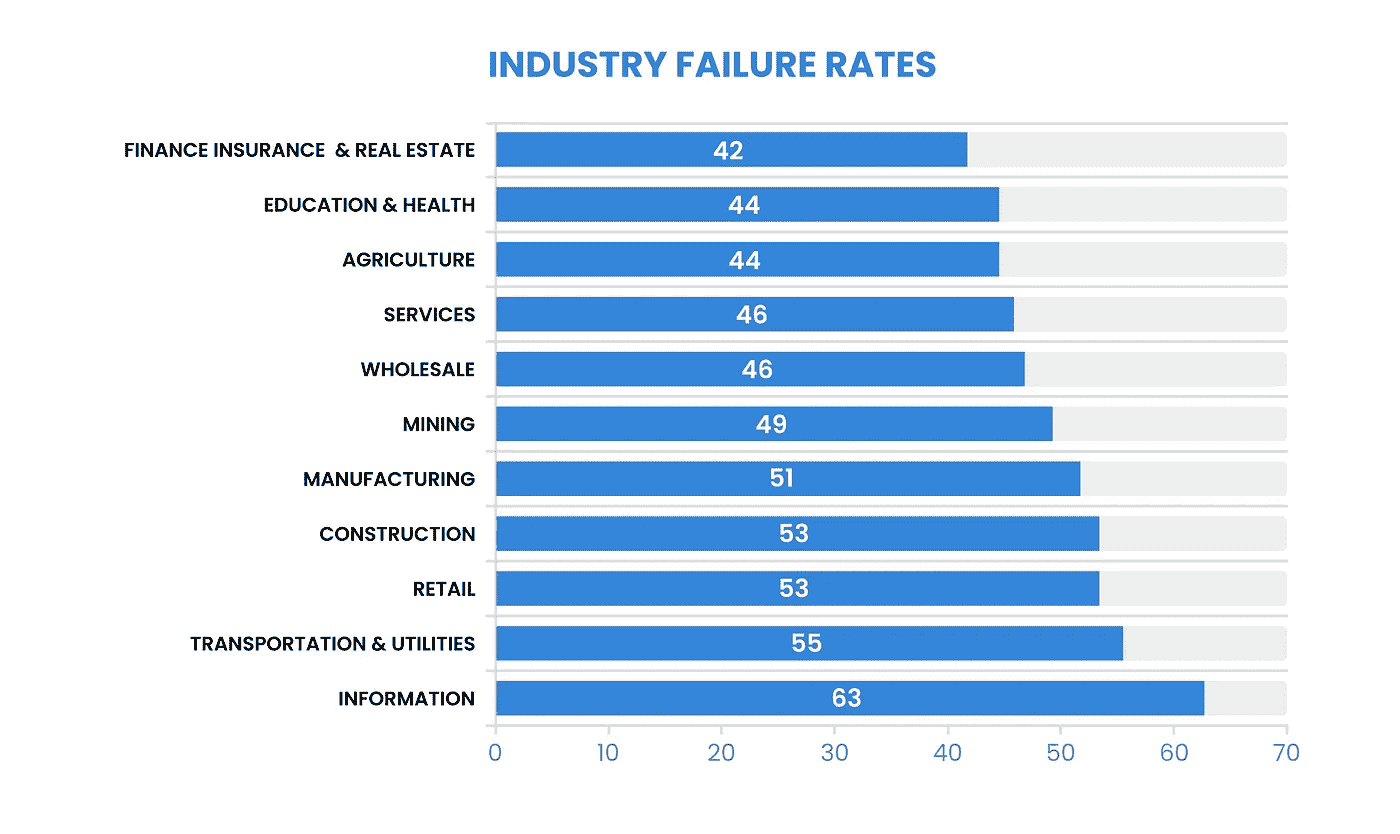 INDUSTRY FAILURE RATES
FINANCE INSURANCE & REAL ESTATE 42
EDUCATION & HEALTH 44
AGRICULTURE 44
SERVICES 46
WHOLESALE 46
MINING 49
MANUFACTURING 51
CONSTRUCTION 53
RETAIL 53
TRANSPORTATION & UTILITIES 55
INFORMATION 63
0 10 20 30 40 50 60 70